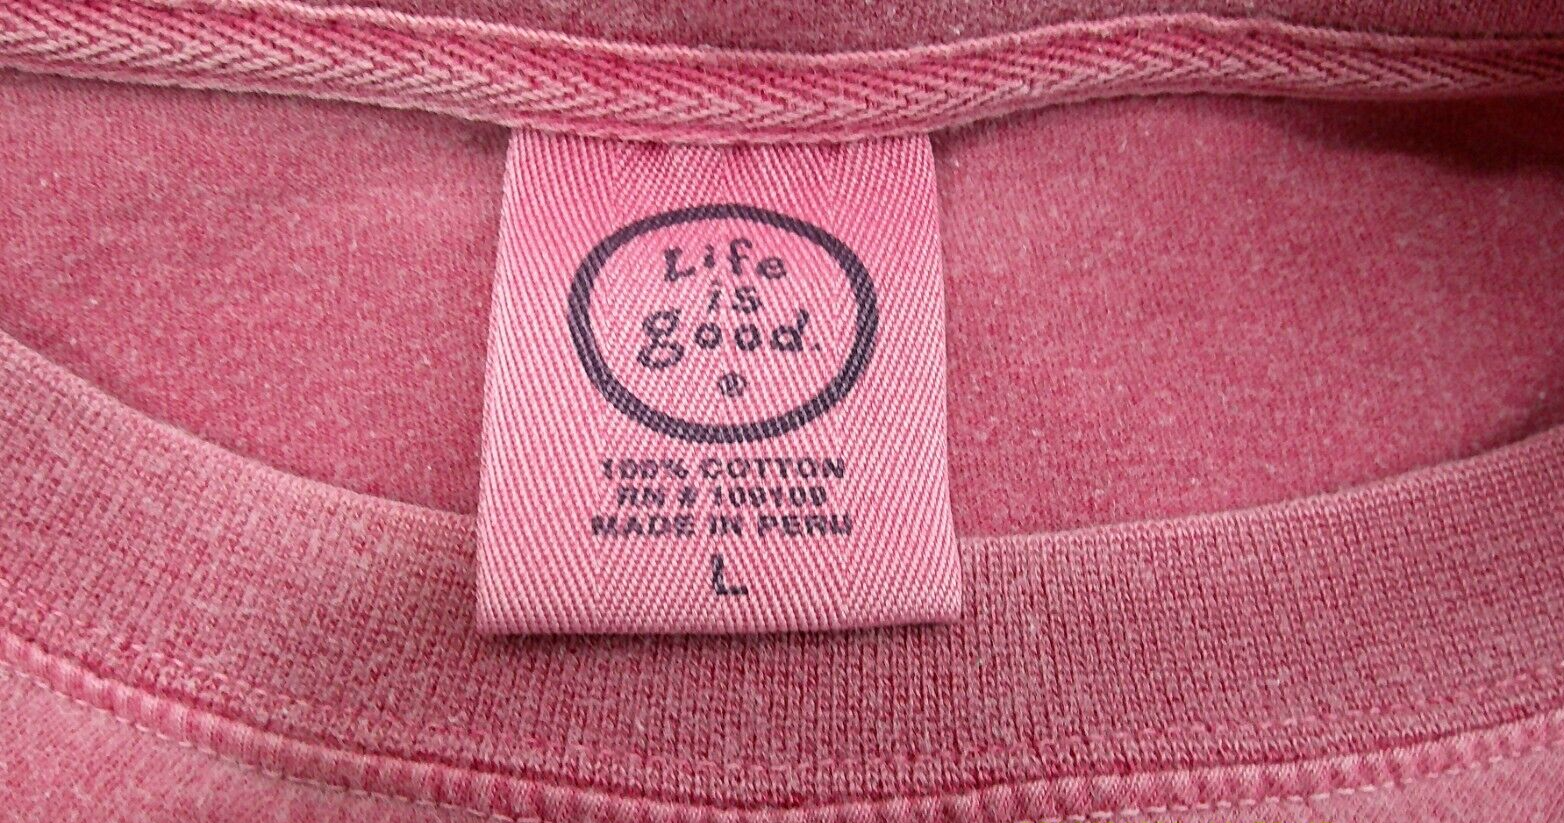 Life
is
good.
®
100% COTTON
RN # 100109
MADE IN PERU
L